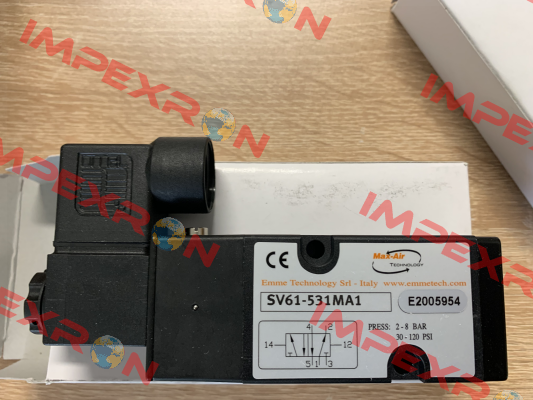 IMPEXRON
IMPEXRON
IMPEXRON
IMPEXRON
IMPEXRON
CE
Max-Air
TECHNOLOGY
Emme Technology Srl - Italy www.emmetech.com
SV61-531MA1
E2005954
4 2
14 12
5 1 3
PRESS: 2-8 BAR
30-120 PSI